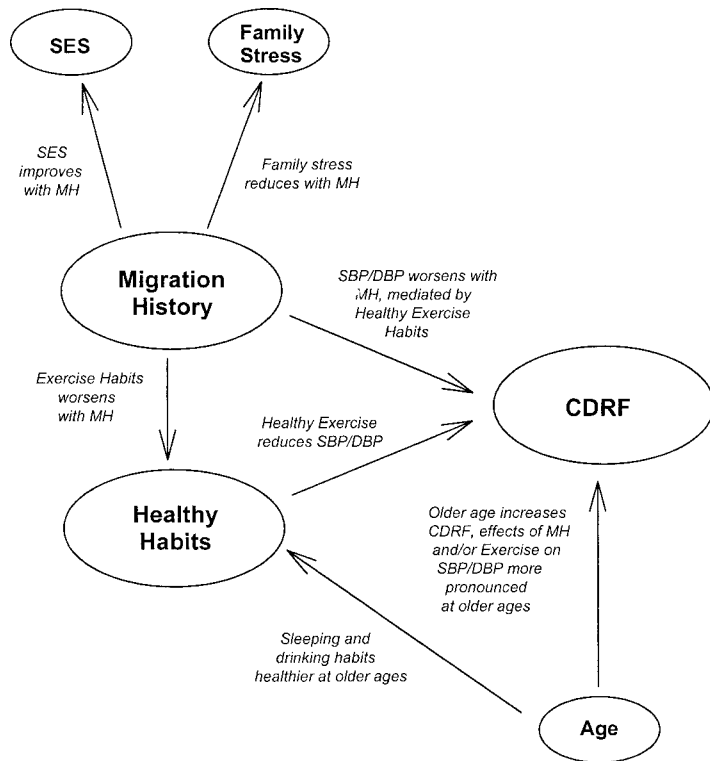 SES
Family
Stress
SES
improves
with MH
Family stress
reduces with MH
Migration
History
SBP/DBP worsens with
MH, mediated by
Healthy Exercise
Habits
Exercise Habits
worsens
with MH
Healthy Exercise
reduces SBP/DBP
CDRF
Healthy
Habits
Older age increases
CDRF, effects of MH
and/or Exercise on
SBP/DBP more
pronounced
at older ages
Sleeping and
drinking habits
healthier at older ages
Age